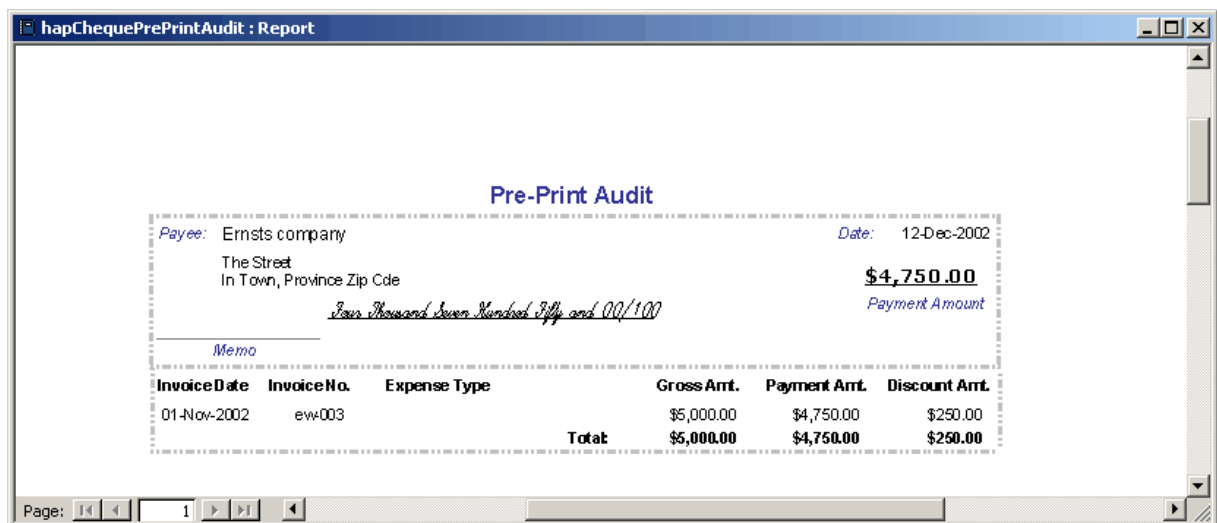 hapChequePrePrintAudit : Report
Pre-Print Audit
Payee: Ernsts company Date: 12-Dec-2002
The Street
In Town, Province Zip Cde
$4,750.00
Four Thousand Seven Hundred Fifty and 00/100
Payment Amount
Memo
Invoice Date Invoice No. Expense Type Gross Amt. Payment Amt. Discount Amt.
01-Nov-2002 ew-003 $5,000.00 $4,750.00 $250.00
Total: $5,000.00 $4,750.00 $250.00
Page: 1